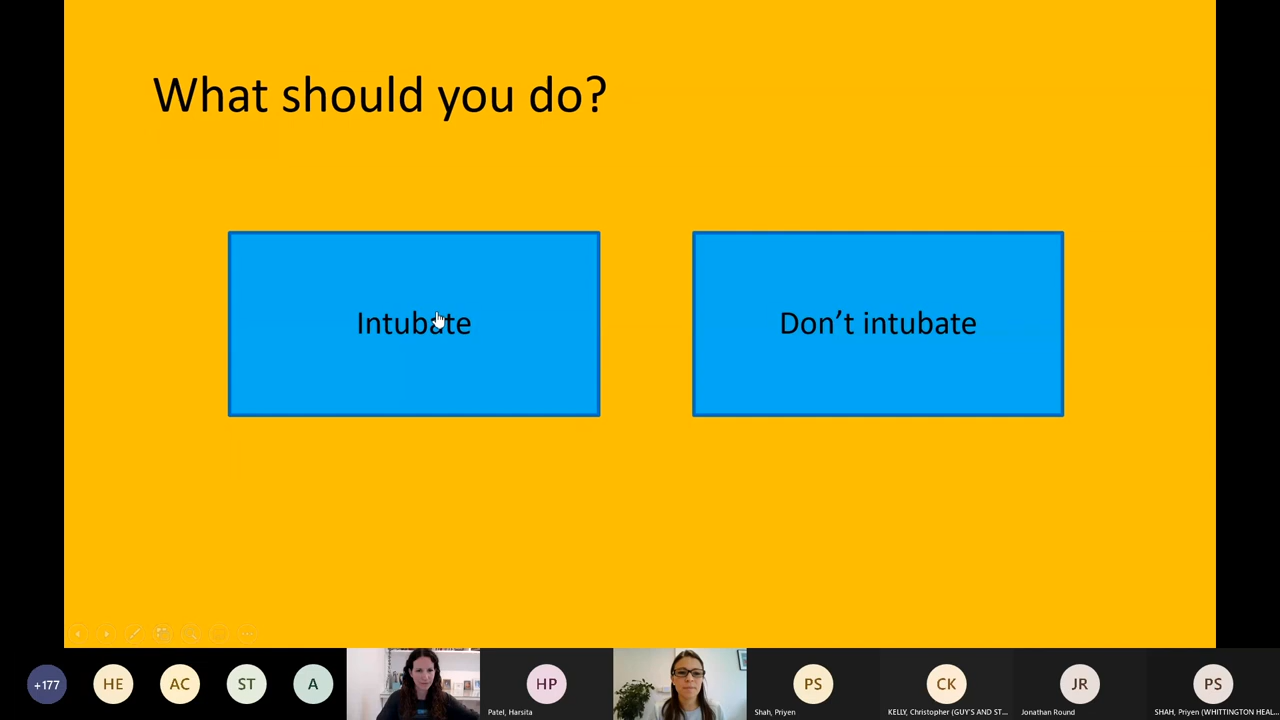 What should you do?
Intubate
Don’t intubate
+177
HE
AC
ST
A
HP
PS
CK
JR
PS
Patel, Harsita
Shah, Priyen
KELLY, Christopher (GUY'S AND ST...
Jonathan Round
SHAH, Priyen (WHITTINGTON HEAL...